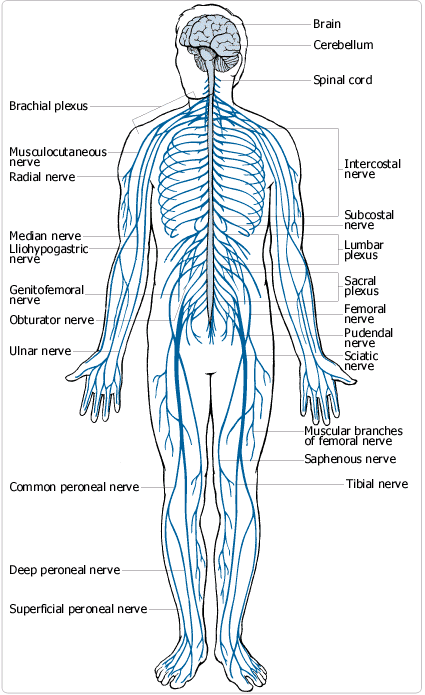 Brain
Cerebellum
Spinal cord
Brachial plexus
Musculocutaneous
nerve
Radial nerve
Intercostal
nerve
Subcostal
nerve
Median nerve
Lliohypogastric
nerve
Lumbar
plexus
Genitofemoral
nerve
Sacral
plexus
Obturator nerve
Femoral
nerve
Pudendal
nerve
Ulnar nerve
Sciatic
nerve
Muscular branches
of femoral nerve
Saphenous nerve
Common peroneal nerve
Tibial nerve
Deep peroneal nerve
Superficial peroneal nerve